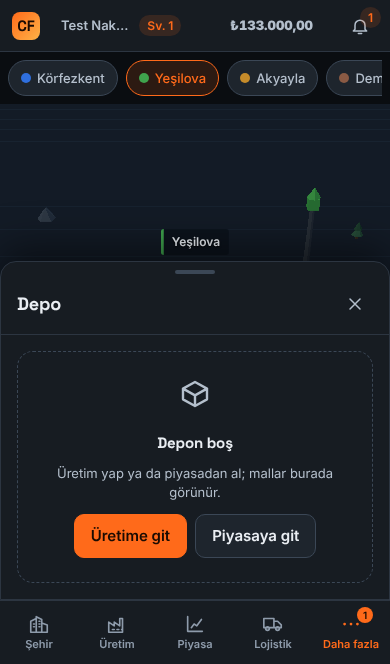 CF Test Nak... Sv. 1 ₺133.000,00 1
Körfezkent Yeşilova Akyayla Dem
Yeşilova
Depo
Depon boş
Üretim yap ya da piyasadan al; mallar burada
görünür.
Üretime git Piyasaya git
1
Şehir Üretim Piyasa Lojistik Daha fazla